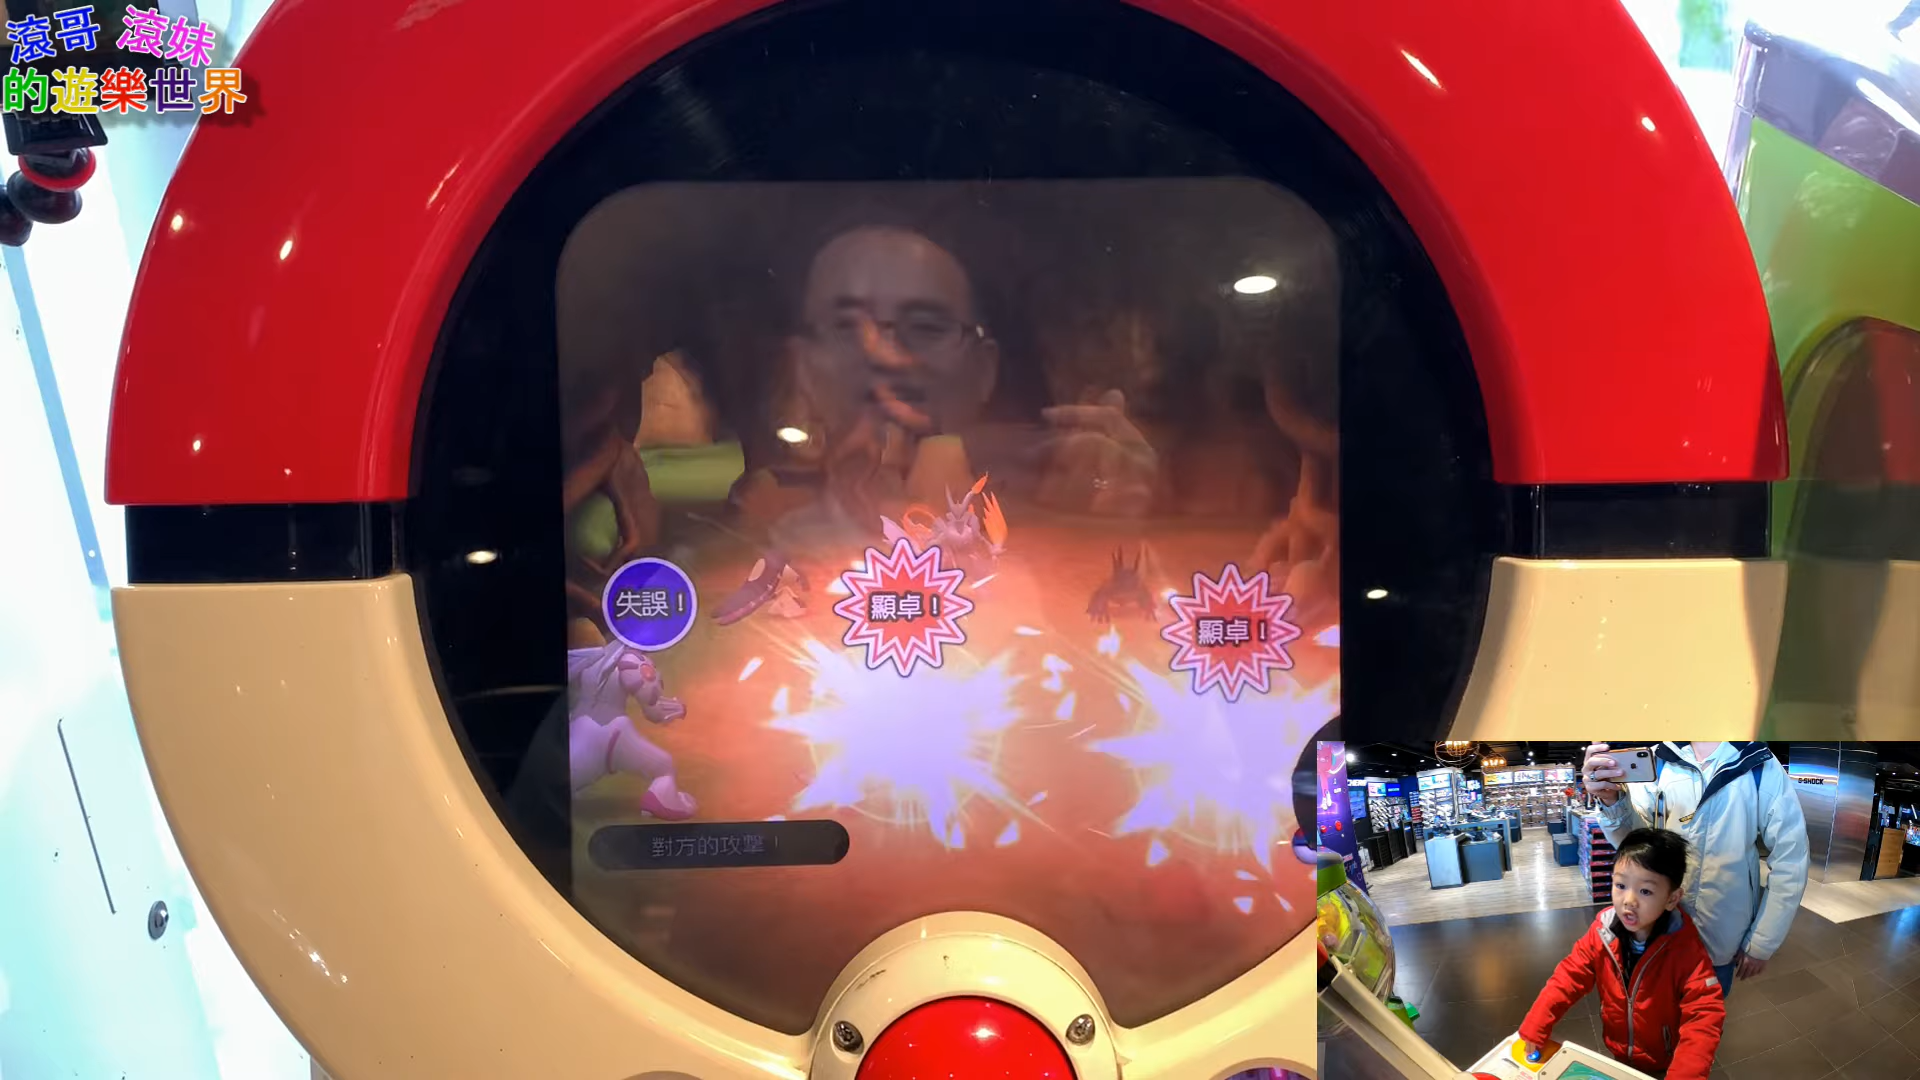 滾哥 滾妹
的遊樂世界
失誤！
顯卓！
顯卓！
對方的攻擊！
G-SHOCK